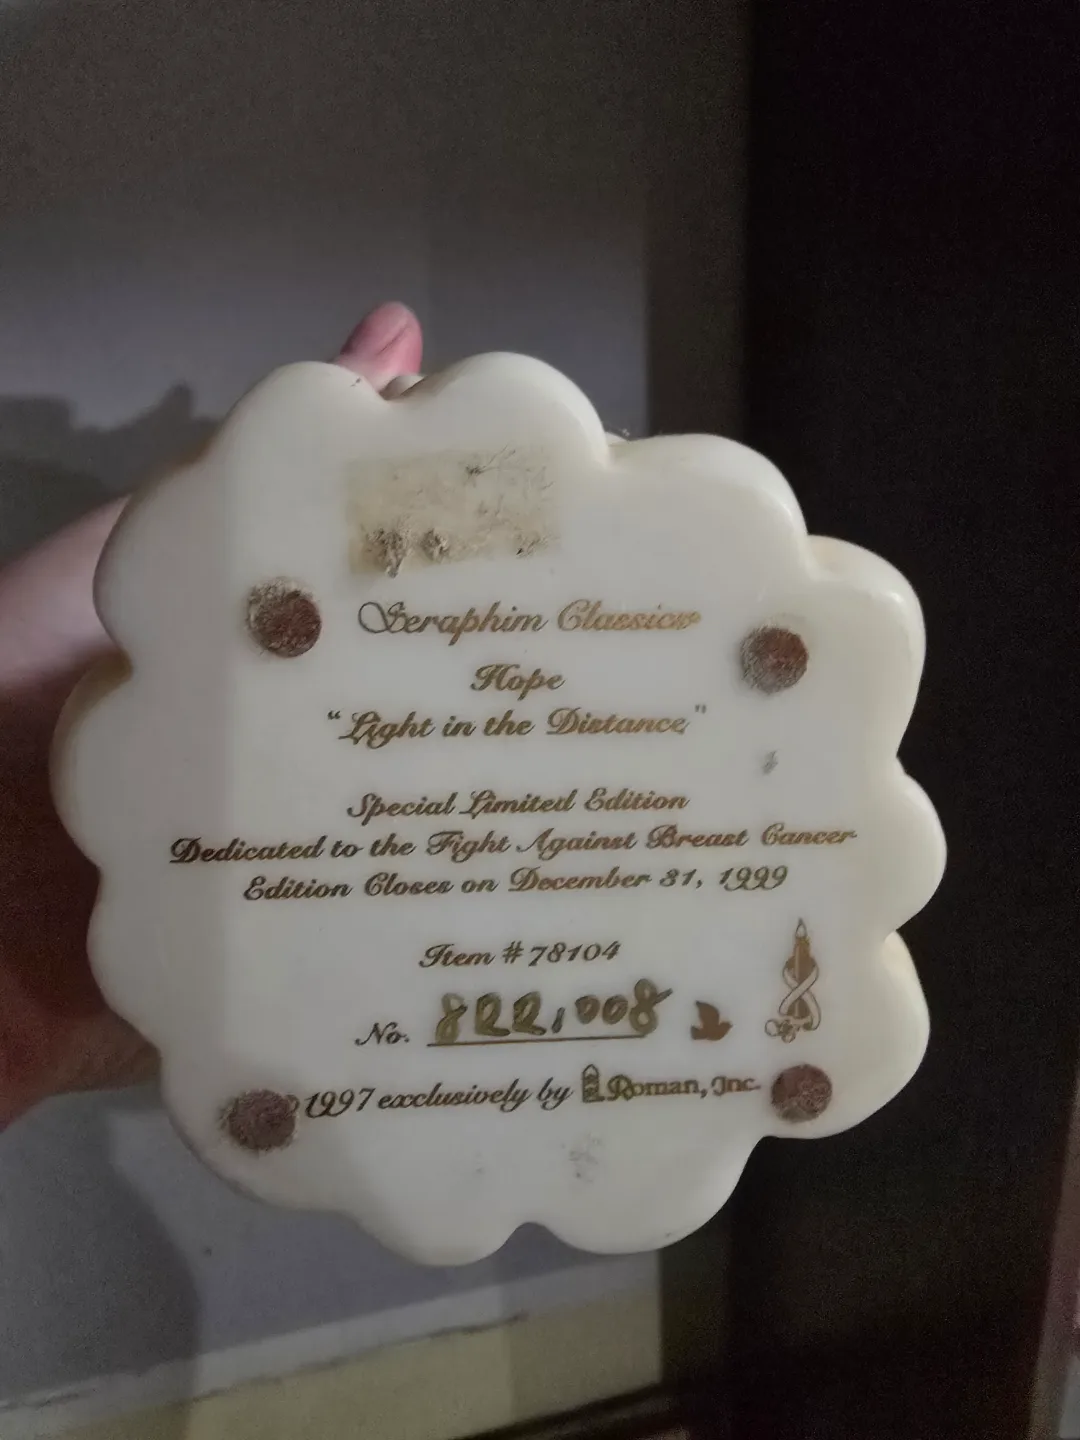 Seraphim Classics
Hope
"Light in the Distance"
Special Limited Edition
Dedicated to the Fight Against Breast Cancer
Edition Closes on December 31, 1999
Item # 78104
No. 822,008
1997 exclusively by Roman, Inc.